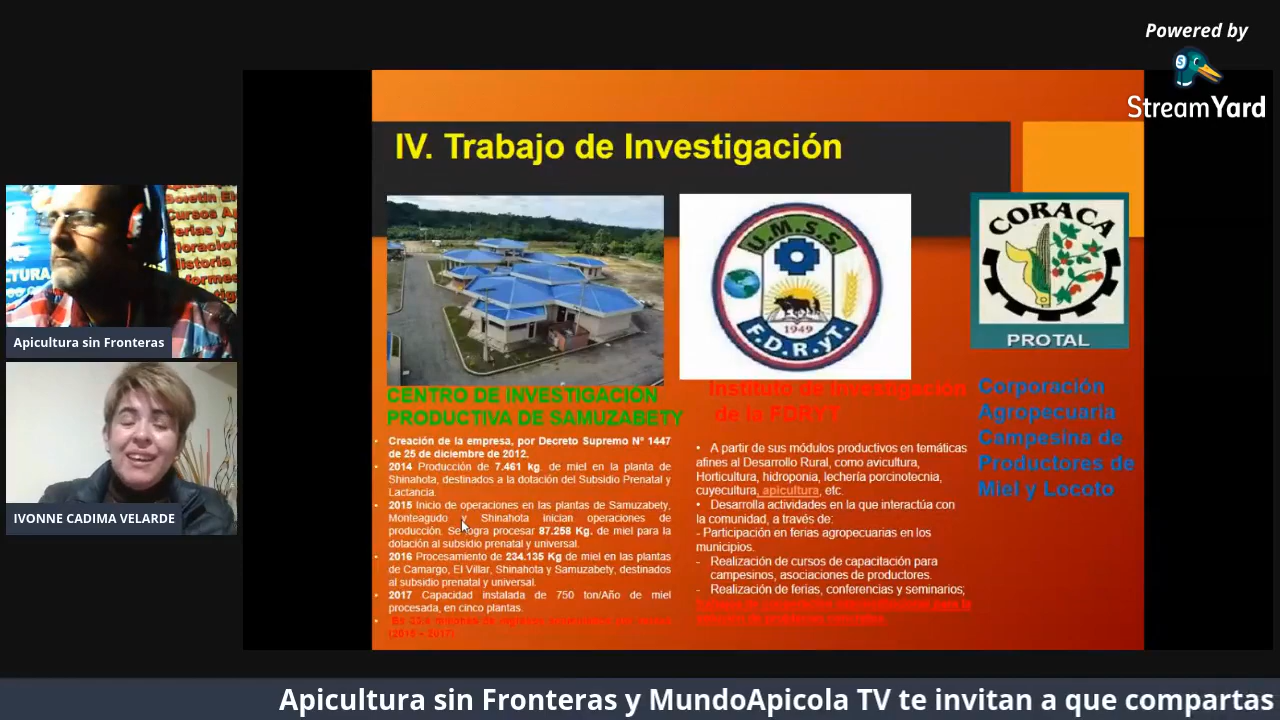 Powered by
StreamYard
IV. Trabajo de Investigación
U.M.S.S.
1949
F.D.R.yT.
CORACA
PROTAL
CENTRO DE INVESTIGACIÓN
PRODUCTIVA DE SAMUZABETY
• Creación de la empresa, por Decreto Supremo N° 1447
de 25 de diciembre de 2012.
• 2014 Producción de 7.461 kg. de miel en la planta de
Shinahota, destinados a la dotación del Subsidio Prenatal y
Lactancia.
• 2015 Inicio de operaciones en las plantas de Samuzabety,
Monteagudo y Shinahota inician operaciones de
producción. Se logra procesar 87.258 Kg. de miel para la
dotación al subsidio prenatal y universal.
• 2016 Procesamiento de 234.135 Kg de miel en las plantas
de Camargo, El Villar, Shinahota y Samuzabety, destinados
al subsidio prenatal y universal.
• 2017 Capacidad instalada de 750 ton/Año de miel
procesada, en cinco plantas.
(2015 – 2017)
Instituto de Investigación
de la FDRYT
• A partir de sus módulos productivos en temáticas
afines al Desarrollo Rural, como avicultura,
Horticultura, hidroponia, lechería porcinotecnia,
cuyecultura, apicultura, etc.
• Desarrolla actividades en la que interactúa con
la comunidad, a través de:
- Participación en ferias agropecuarias en los
municipios.
- Realización de cursos de capacitación para
campesinos, asociaciones de productores.
- Realización de ferias, conferencias y seminarios;
Corporación
Agropecuaria
Campesina de
Productores de
Miel y Locoto
Boletín El
Cursos Ap
Ferias y J
Historia
Apicultura sin Fronteras
IVONNE CADIMA VELARDE
Apicultura sin Fronteras y MundoApicola TV te invitan a que compartas